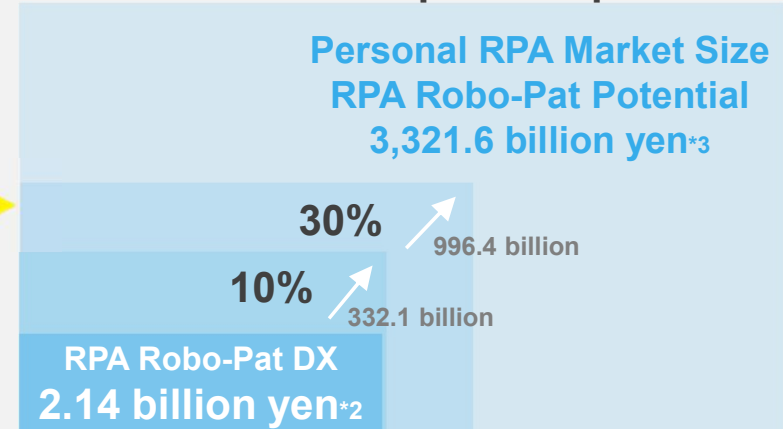 Personal RPA Market Size
RPA Robo-Pat Potential
3,321.6 billion yen*3
30%
996.4 billion
10%
332.1 billion
RPA Robo-Pat DX
2.14 billion yen*2